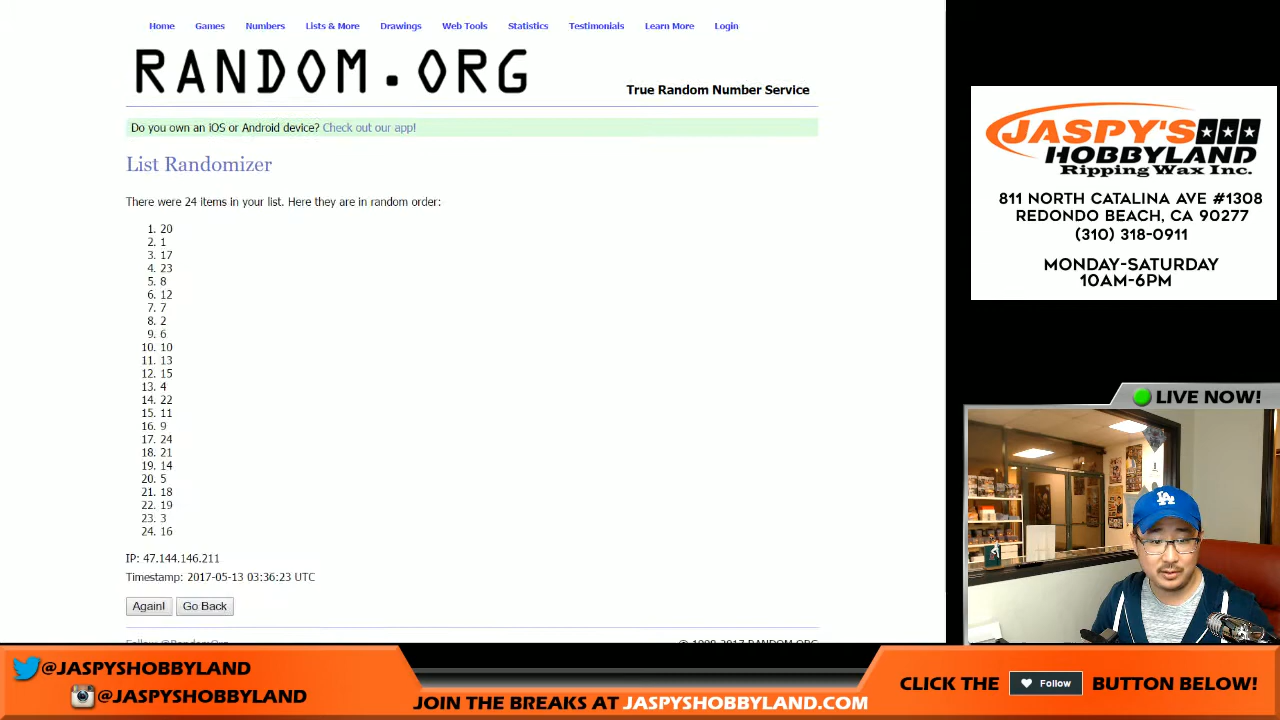 Home Games Numbers Lists & More Drawings Web Tools Statistics Testimonials Learn More Login
RANDOM.ORG
True Random Number Service
Do you own an iOS or Android device? Check out our app!
List Randomizer
There were 24 items in your list. Here they are in random order:
1. 20
2. 1
3. 17
4. 23
5. 8
6. 12
7. 7
8. 2
9. 6
10. 10
11. 13
12. 15
13. 4
14. 22
15. 11
16. 9
17. 24
18. 21
19. 14
20. 5
21. 18
22. 19
23. 3
24. 16
IP: 47.144.146.211
Timestamp: 2017-05-13 03:36:23 UTC
Again! Go Back
Follow @RandomOrg
© 1998-2017 RANDOM.ORG
JASPY'S
HOBBYLAND
Ripping Wax Inc.
811 NORTH CATALINA AVE #1308
REDONDO BEACH, CA 90277
(310) 318-0911
MONDAY-SATURDAY
10AM-6PM
LIVE NOW!
LA
@JASPYSHOBBYLAND
@JASPYSHOBBYLAND
JOIN THE BREAKS AT JASPYSHOBBYLAND.COM
CLICK THE Follow BUTTON BELOW!